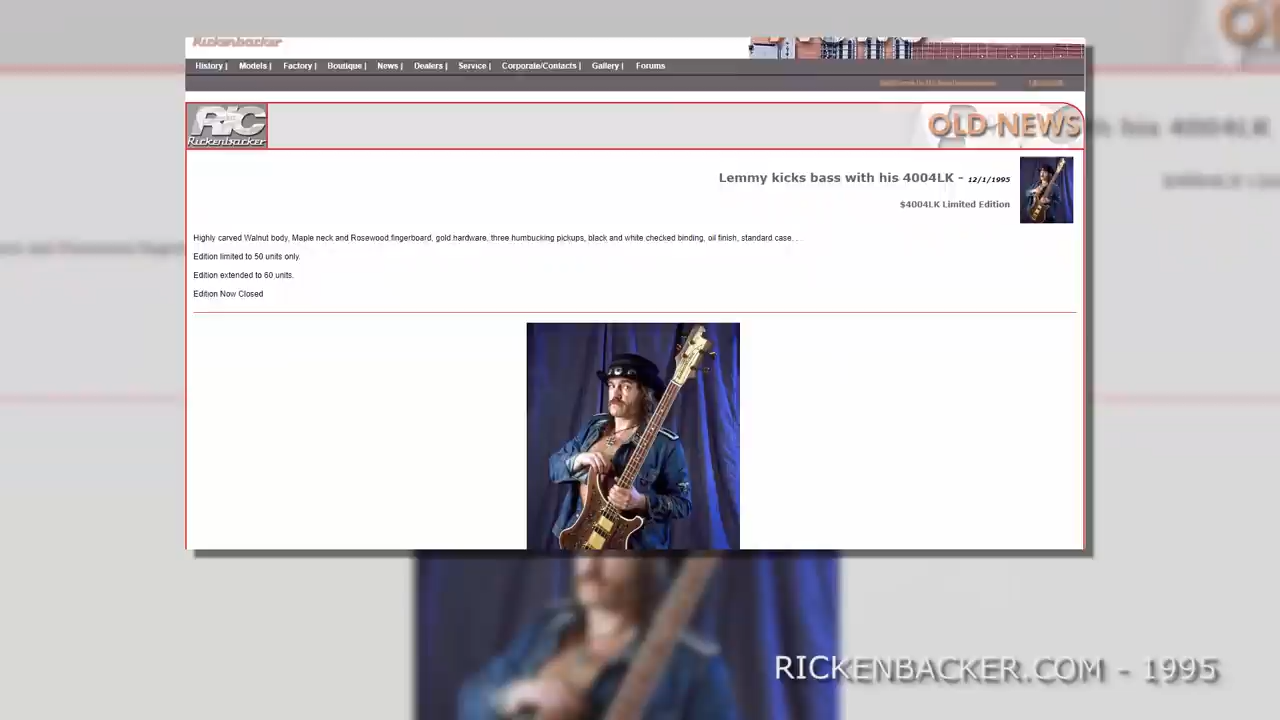 Rickenbacker
History | Models | Factory | Boutique | News | Dealers | Service | Corporate/Contacts | Gallery | Forums
RIC
Rickenbacker
OLD NEWS
Lemmy kicks bass with his 4004LK - 12/1/1995
$4004LK Limited Edition
Highly carved Walnut body, Maple neck and Rosewood fingerboard, gold hardware, three humbucking pickups, black and white checked binding, oil finish, standard case. . .
Edition limited to 50 units only.
Edition extended to 60 units.
Edition Now Closed
RICKENBACKER.COM - 1995